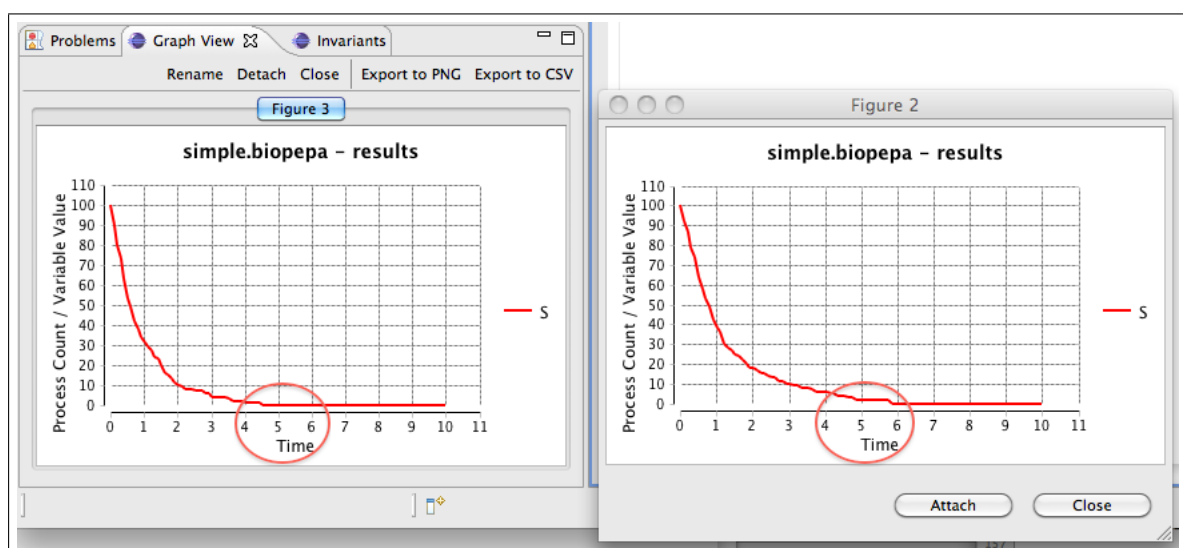 Problems Graph View Invariants
Rename Detach Close Export to PNG Export to CSV
Figure 3
simple.biopepa – results
Process Count / Variable Value
110
100
90
80
70
60
50
40
30
20
10
0
0 1 2 3 4 5 6 7 8 9 10 11
Time
S
Figure 2
simple.biopepa – results
Process Count / Variable Value
110
100
90
80
70
60
50
40
30
20
10
0
0 1 2 3 4 5 6 7 8 9 10 11
Time
S
Attach Close